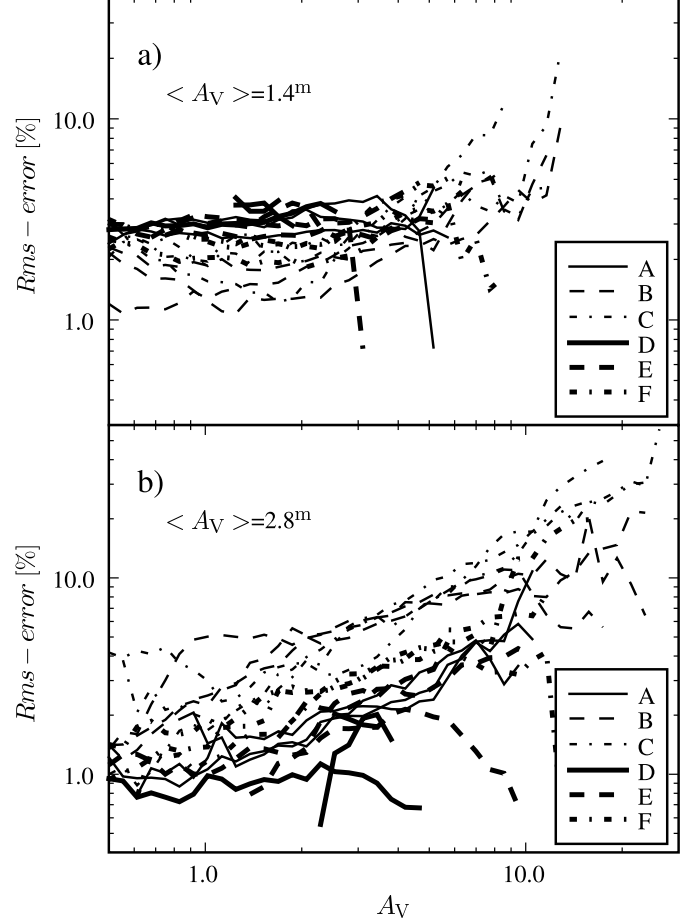 a)
< A_V >=1.4^m
Rms − error [%]
10.0
1.0
A
B
C
D
E
F
b)
< A_V >=2.8^m
Rms − error [%]
10.0
1.0
A
B
C
D
E
F
1.0 10.0
A_V